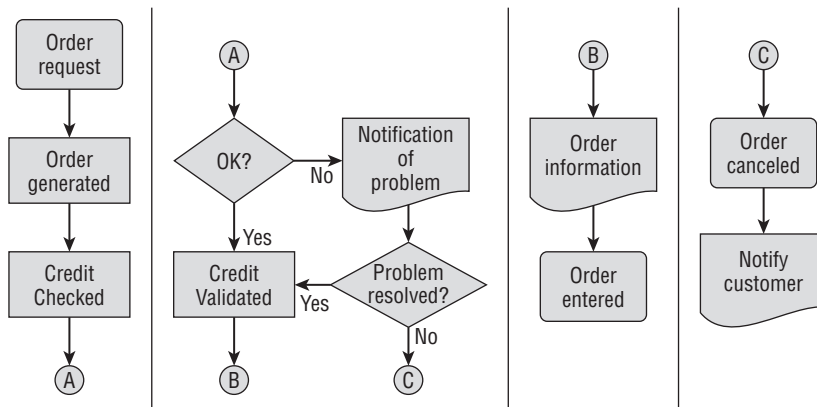 Order
request
Order
generated
Credit
Checked
A
A
OK?
No
Notification
of
problem
Yes
Credit
Validated
Yes
Problem
resolved?
No
B
C
B
Order
information
Order
entered
C
Order
canceled
Notify
customer